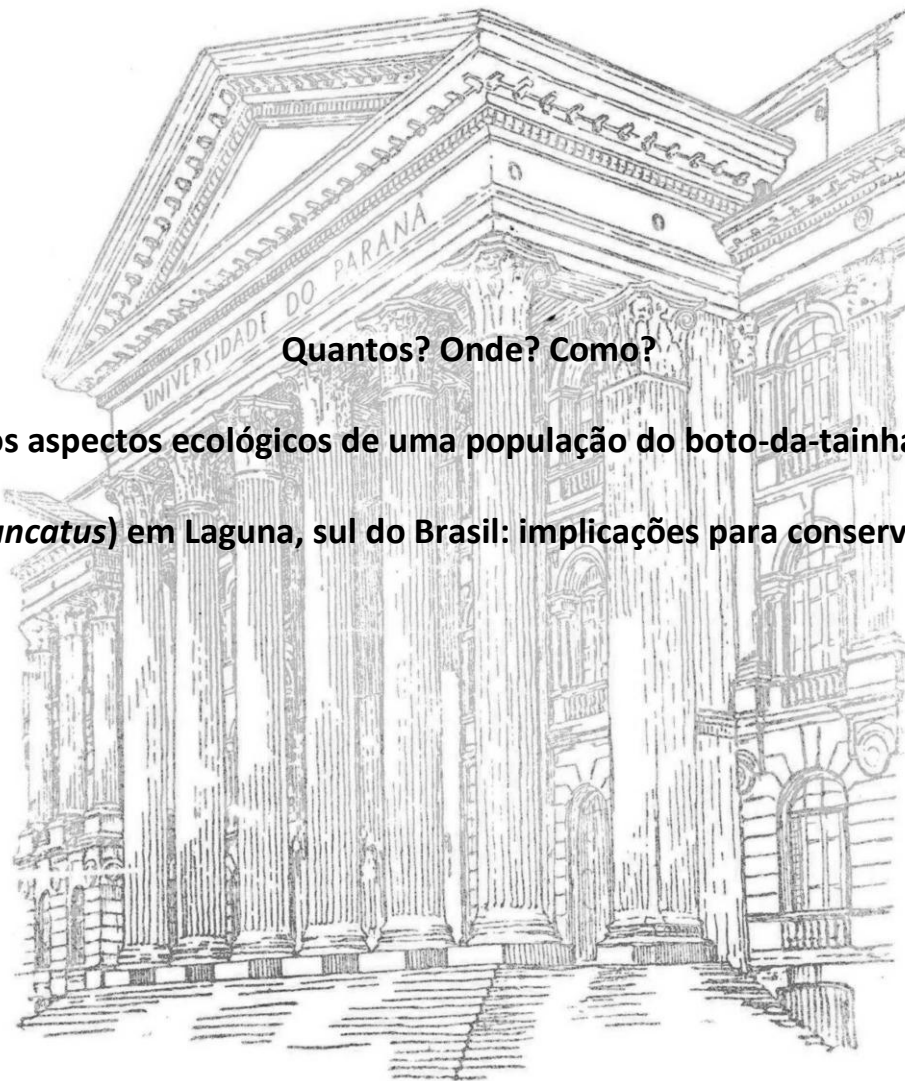 UNIVERSIDADE DO PARANÁ
Quantos? Onde? Como?
os aspectos ecológicos de uma população do boto-da-tainha
uncatus) em Laguna, sul do Brasil: implicações para conserv